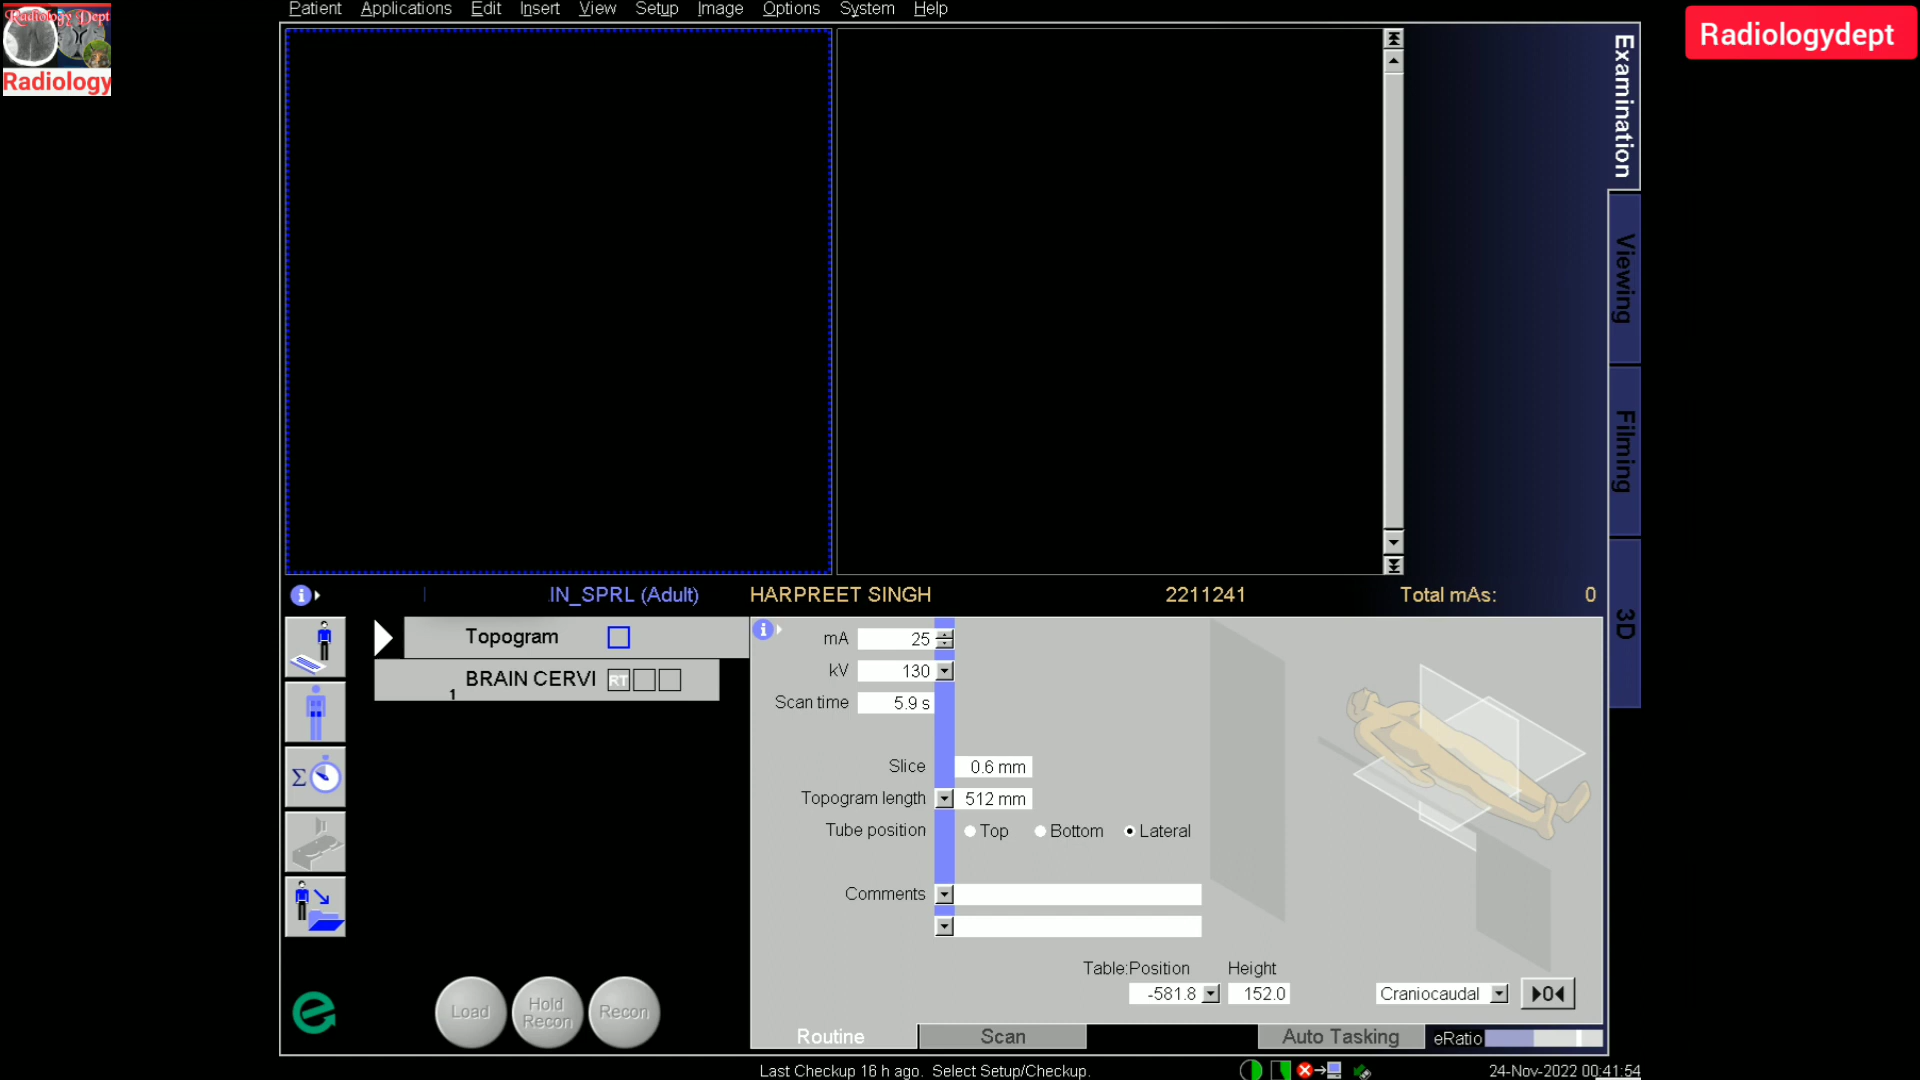 Radiology Dept
Radiology
Radiologydept
Patient Applications Edit Insert View Setup Image Options System Help
Examination
Viewing
Filming
3D
IN_SPRL (Adult)
HARPREET SINGH
2211241
Total mAs: 0
Topogram
BRAIN CERVI RT
1
mA 25
kV 130
Scan time 5.9 s
Slice 0.6 mm
Topogram length 512 mm
Tube position Top Bottom Lateral
Comments
Table:Position Height
-581.8 152.0
Craniocaudal
▶0◀
Σ
Load
Hold Recon
Recon
Routine Scan Auto Tasking eRatio
Last Checkup 16 h ago. Select Setup/Checkup.
24-Nov-2022 00:41:54